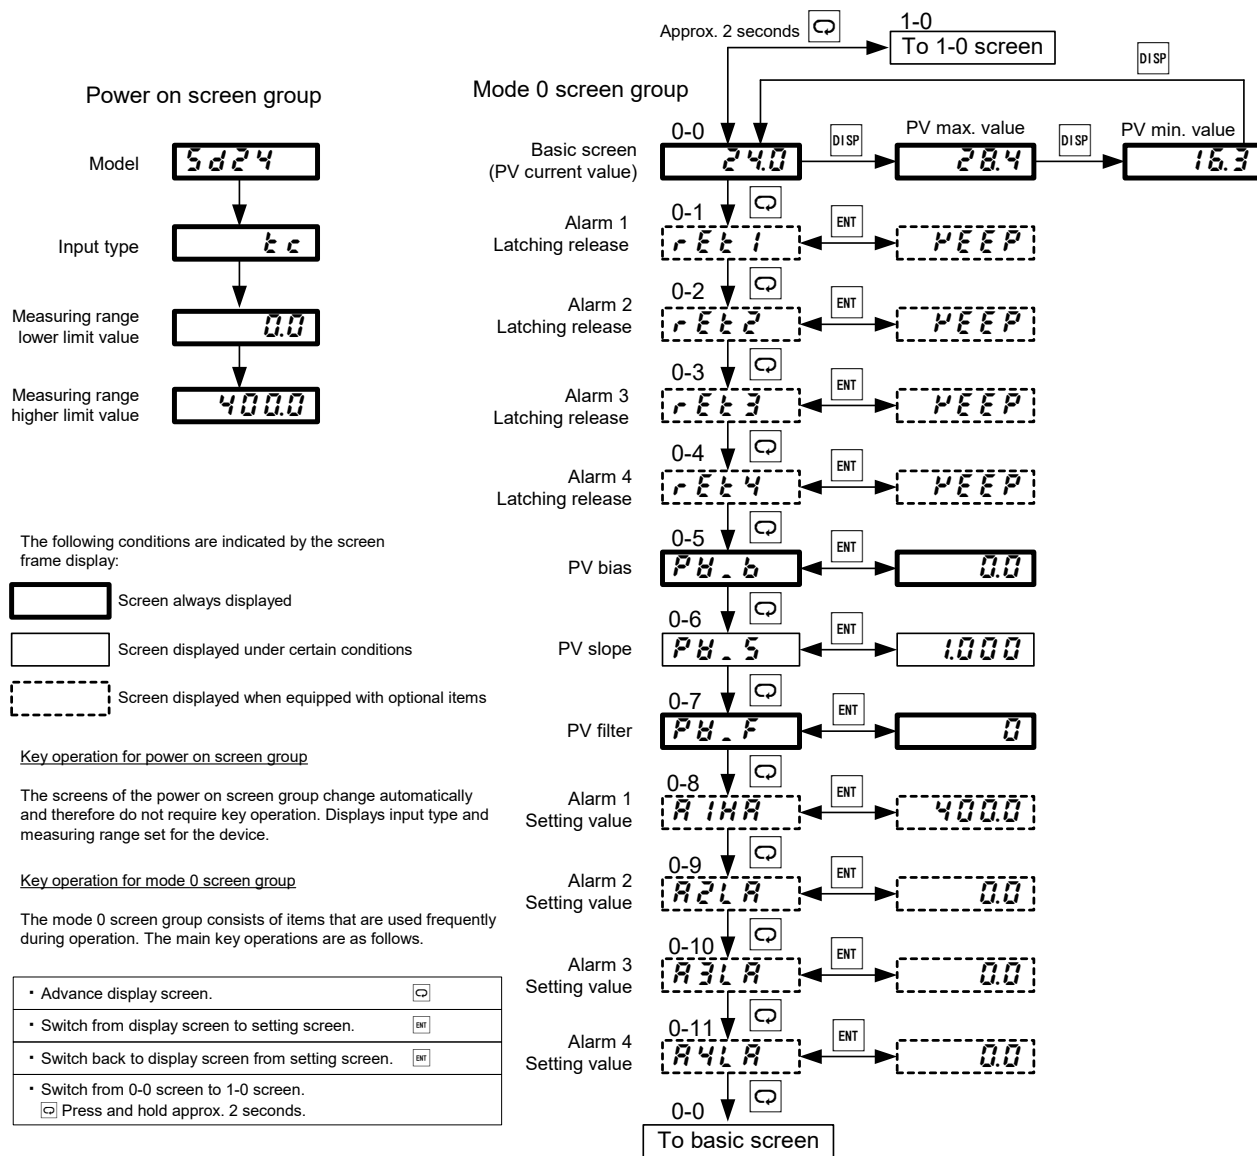 Approx. 2 seconds
1-0
To 1-0 screen
DISP
Power on screen group
Mode 0 screen group
Model
Sd24
Input type
tc
Measuring range
lower limit value
0.0
Measuring range
higher limit value
400.0
0-0
Basic screen
(PV current value)
24.0
DISP
PV max. value
28.4
DISP
PV min. value
16.3
Alarm 1
Latching release
0-1
rEt1
ENT
KEEP
Alarm 2
Latching release
0-2
rEt2
ENT
KEEP
Alarm 3
Latching release
0-3
rEt3
ENT
KEEP
Alarm 4
Latching release
0-4
rEt4
ENT
KEEP
PV bias
0-5
PV_b
ENT
0.0
PV slope
0-6
PV_S
ENT
1.000
PV filter
0-7
PV_F
ENT
0
Alarm 1
Setting value
0-8
A1HA
ENT
400.0
Alarm 2
Setting value
0-9
A2LA
ENT
0.0
Alarm 3
Setting value
0-10
A3LA
ENT
0.0
Alarm 4
Setting value
0-11
A4LA
ENT
0.0
0-0
To basic screen
The following conditions are indicated by the screen
frame display:
Screen always displayed
Screen displayed under certain conditions
Screen displayed when equipped with optional items
Key operation for power on screen group
The screens of the power on screen group change automatically
and therefore do not require key operation. Displays input type and
measuring range set for the device.
Key operation for mode 0 screen group
The mode 0 screen group consists of items that are used frequently
during operation. The main key operations are as follows.
・Advance display screen.
・Switch from display screen to setting screen. ENT
・Switch back to display screen from setting screen. ENT
・Switch from 0-0 screen to 1-0 screen.
Press and hold approx. 2 seconds.